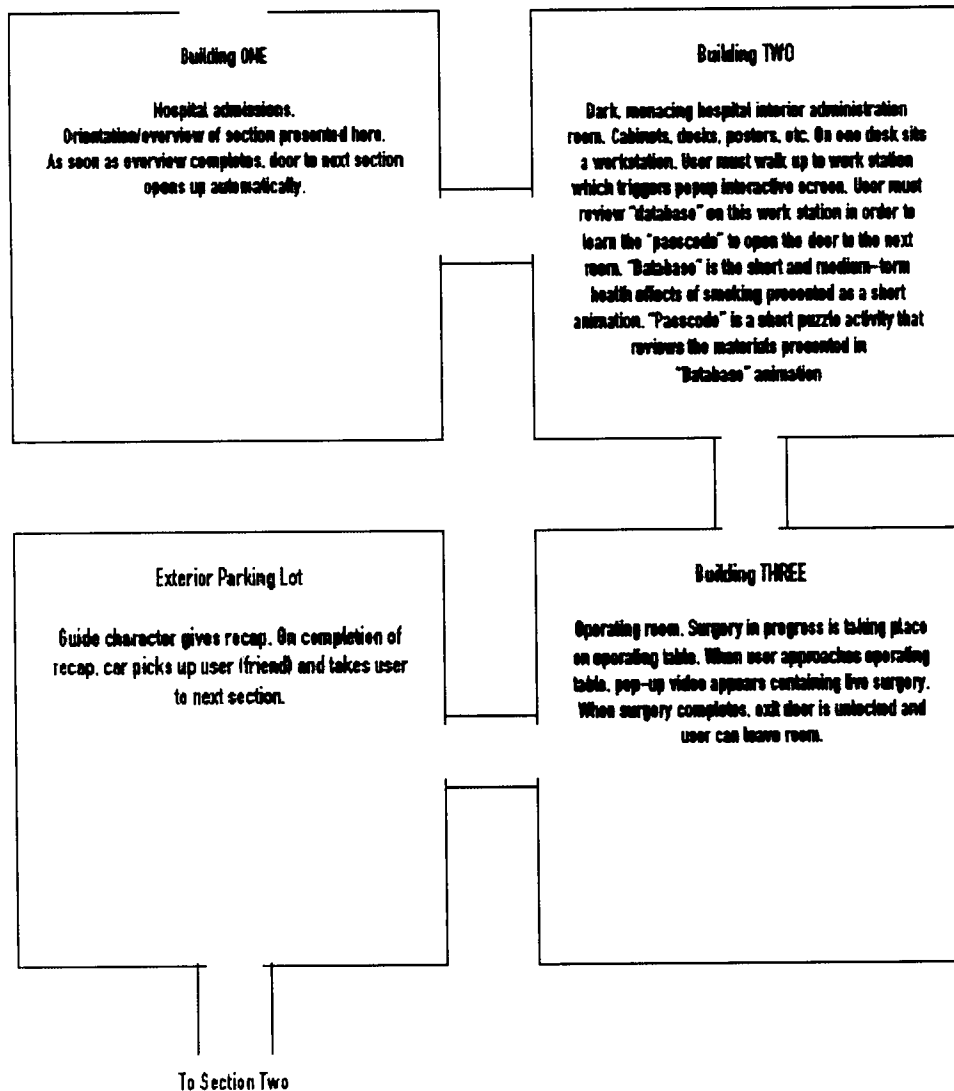 Building ONE
Hospital admissions.
Orientation/overview of section presented here.
As soon as overview completes, door to next section
opens up automatically.
Building TWO
Dark, menacing hospital interior administration
room. Cabinets, desks, posters, etc. On one desk sits
a workstation. User must walk up to work station
which triggers popup interactive screen. User must
review "database" on this work station in order to
learn the "passcode" to open the door to the next
room. "Database" is the short and medium-term
health effects of smoking presented as a short
animation. "Passcode" is a short puzzle activity that
reviews the materials presented in
"Database" animation
Exterior Parking Lot
Guide character gives recap. On completion of
recap, car picks up user (friend) and takes user
to next section.
Building THREE
Operating room. Surgery in progress is taking place
on operating table. When user approaches operating
table, pop-up video appears containing live surgery.
When surgery completes, exit door is unlocked and
user can leave room.
To Section Two